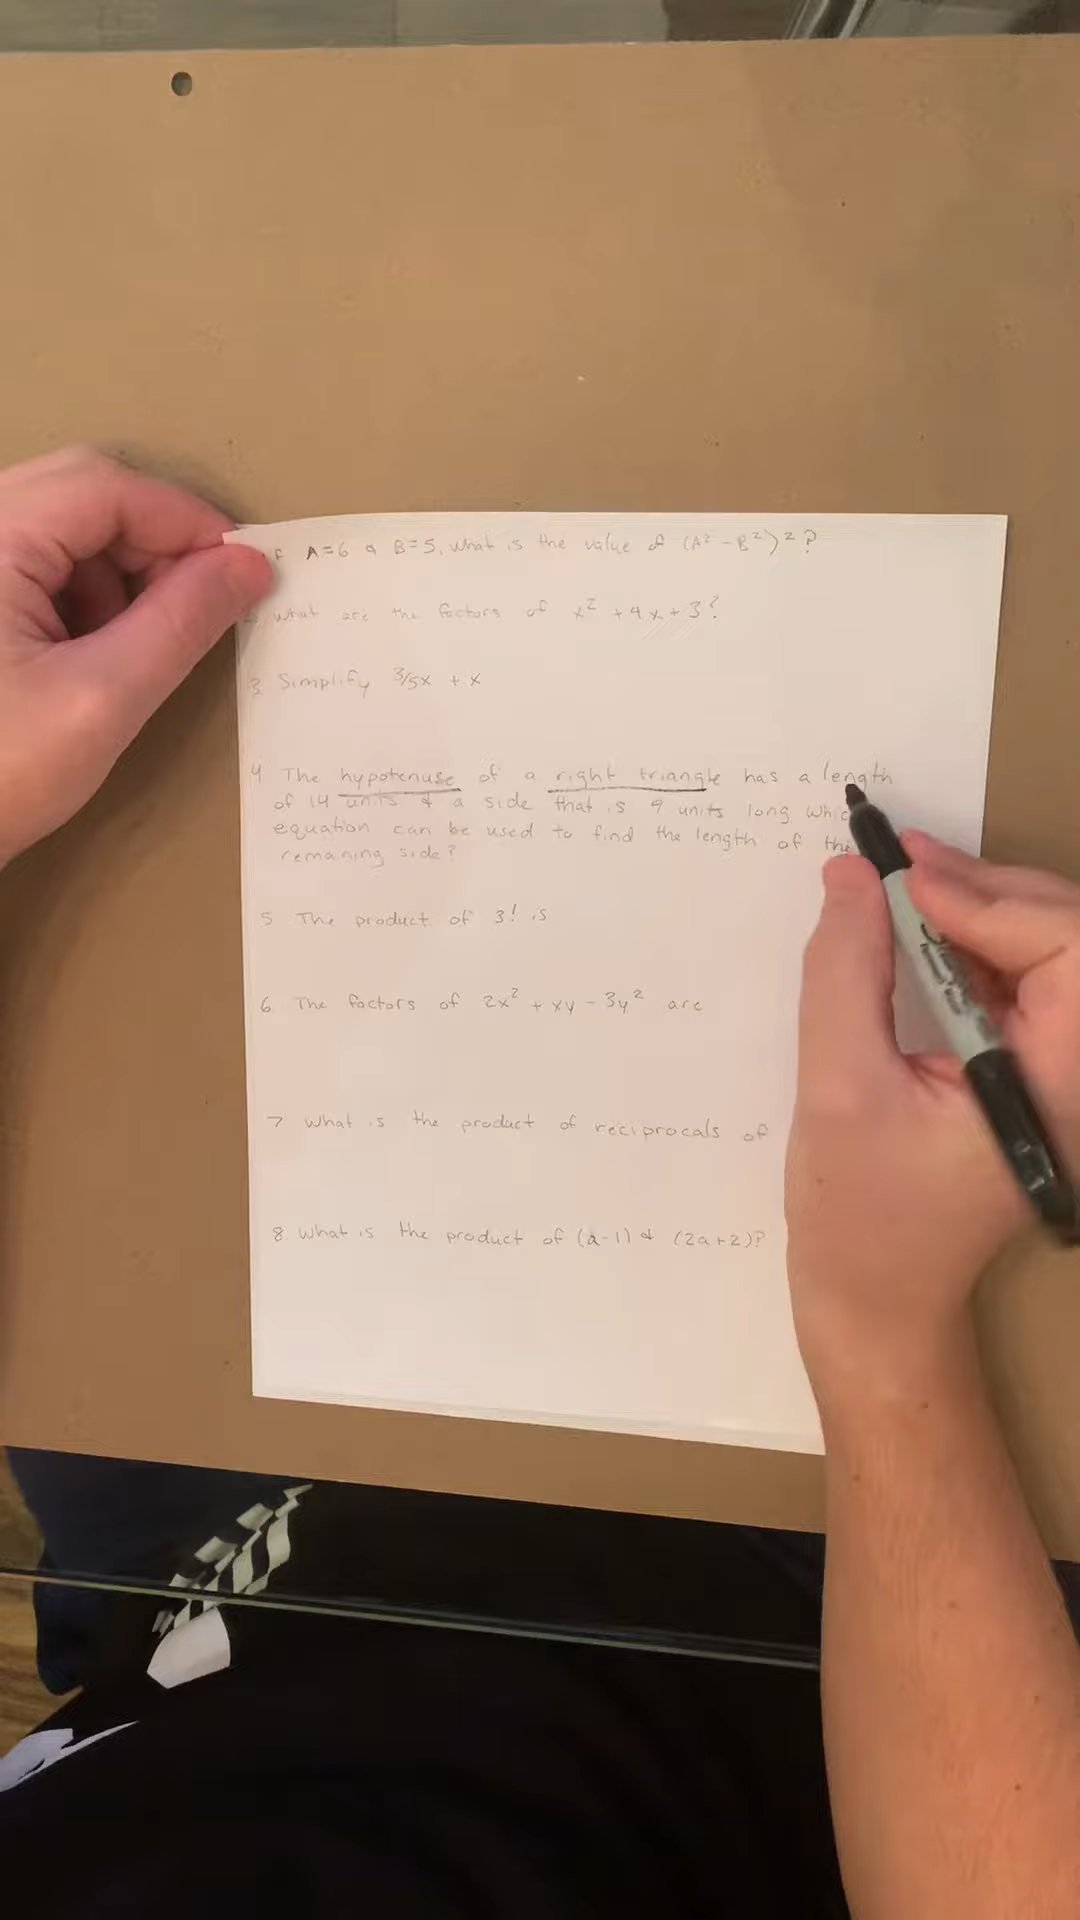 A=6 & B=5, what is the value of (A² - B²)²?
What are the factors of x² + 4x + 3?
3. Simplify 3/5x + x
4 The hypotenuse of a right triangle has a length
of 14 units & a side that is 9 units long
equation can be used to find the length of the
remaning side?
5 The product of 3! is
6. The factors of 2x² + xy - 3y² are
7 What is the product of reciprocals of
8. What is the product of (a-1) & (2a+2)?